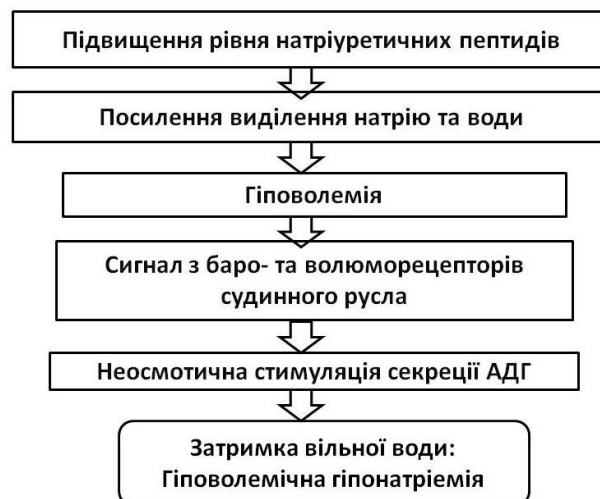 Підвищення рівня натріуретичних пептидів
Посилення виділення натрію та води
Гіповолемія
Сигнал з баро- та волюморецепторів
судинного русла
Неосмотична стимуляція секреції АДГ
Затримка вільної води:
Гіповолемічна гіпонатріемія